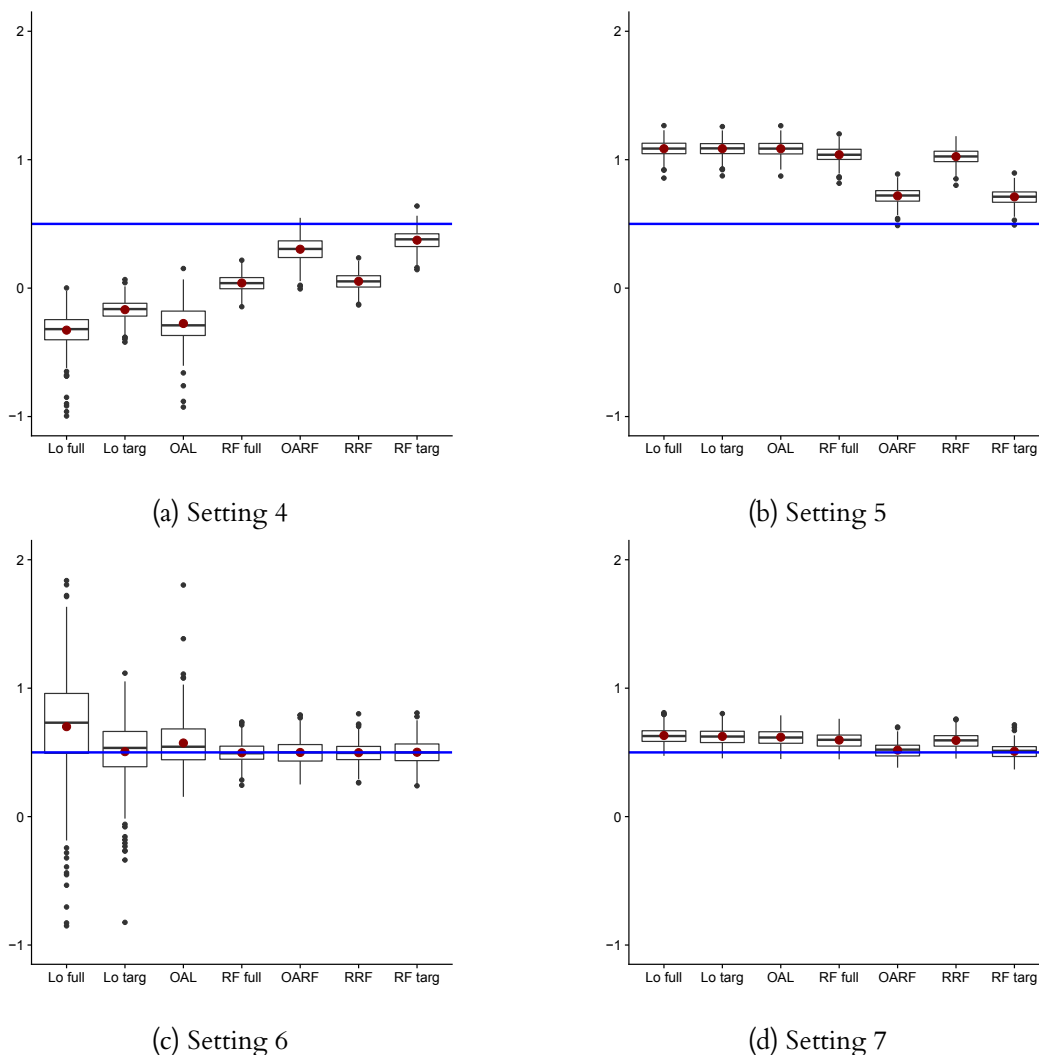 2
1
0
−1
Lo full Lo targ OAL RF full OARF RRF RF targ
(a) Setting 4
2
1
0
−1
Lo full Lo targ OAL RF full OARF RRF RF targ
(b) Setting 5
2
1
0
−1
Lo full Lo targ OAL RF full OARF RRF RF targ
(c) Setting 6
2
1
0
−1
Lo full Lo targ OAL RF full OARF RRF RF targ
(d) Setting 7